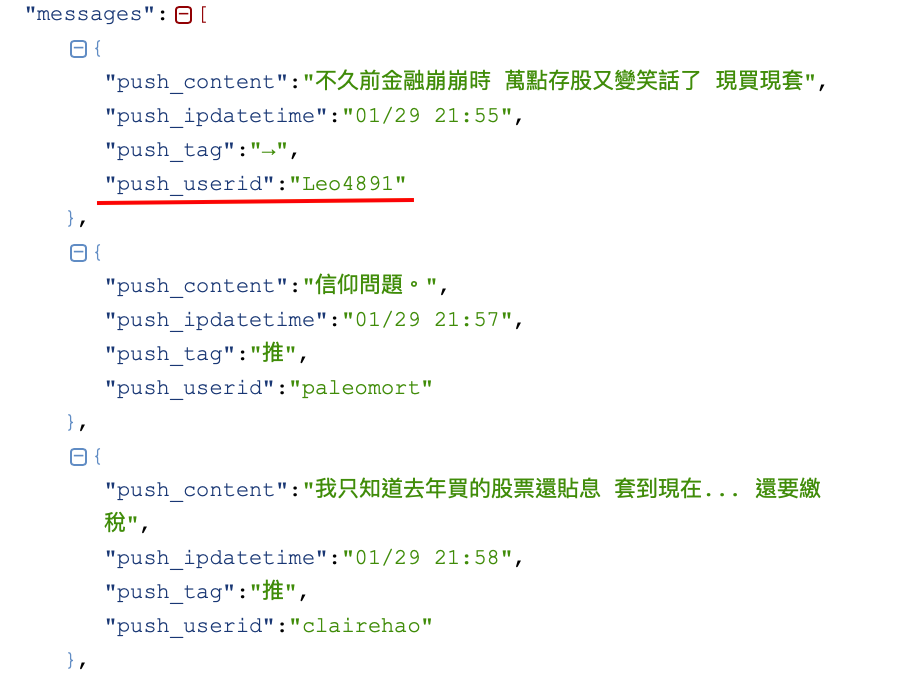 "messages": [
{
"push_content":"不久前金融崩崩時 萬點存股又變笑話了 現買現套",
"push_ipdatetime":"01/29 21:55",
"push_tag":"→",
"push_userid":"Leo4891"
},
{
"push_content":"信仰問題。",
"push_ipdatetime":"01/29 21:57",
"push_tag":"推",
"push_userid":"paleomort"
},
{
"push_content":"我只知道去年買的股票還貼息 套到現在... 還要繳
稅",
"push_ipdatetime":"01/29 21:58",
"push_tag":"推",
"push_userid":"clairehao"
},